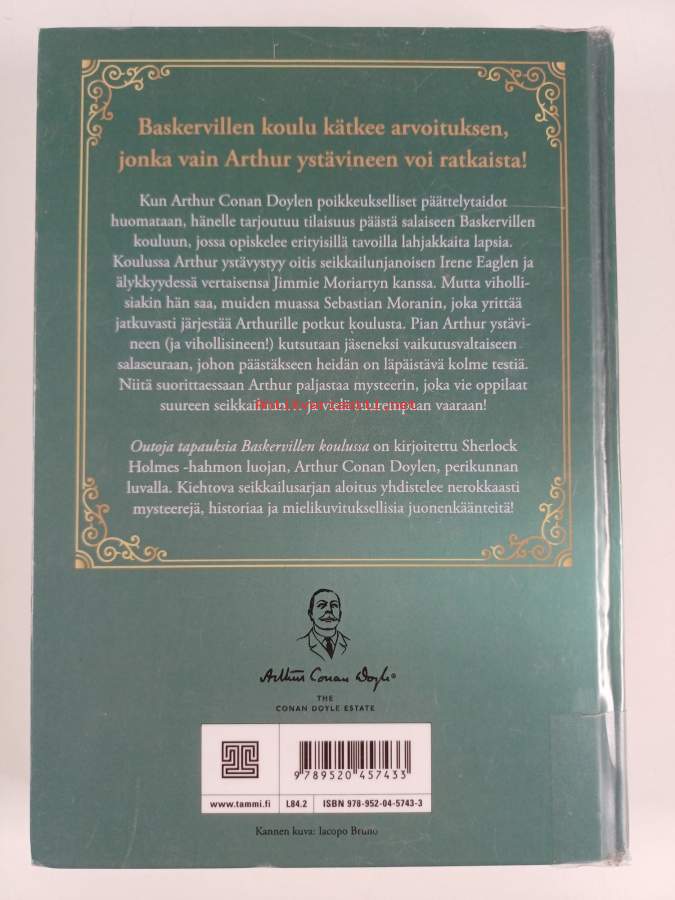 Baskervillen koulu kätkee arvoituksen,
jonka vain Arthur ystävineen voi ratkaista!
Kun Arthur Conan Doylen poikkeukselliset päättelytaidot
huomataan, hänelle tarjoutuu tilaisuus päästä salaiseen Baskervillen
kouluun, jossa opiskelee erityisillä tavoilla lahjakkaita lapsia.
Koulussa Arthur ystävystyy oitis seikkailunjanoisen Irene Eaglen ja
älykkyydessä vertaisensa Jimmie Moriartyn kanssa. Mutta viholli-
siakin hän saa, muiden muassa Sebastian Moranin, joka yrittää
jatkuvasti järjestää Arthurille potkut koulusta. Pian Arthur ystävi-
neen (ja vihollisineen!) kutsutaan jäseneksi vaikutusvaltaiseen
salaseuraan, johon päästäkseen heidän on läpäistävä kolme testiä.
Niitä suorittaessaan Arthur paljastaa mysteerin, joka vie oppilaat
suureen vaaraan!
Outoja tapauksia Baskervillen koulussa on kirjoitettu Sherlock
Holmes -hahmon luojan, Arthur Conan Doylen, perikunnan
luvalla. Kiehtova seikkailusarjan aloitus yhdistelee nerokkaasti
mysteerejä, historiaa ja mielikuvituksellisia juonenkäänteitä!
Arthur Conan Doyle®
THE
CONAN DOYLE ESTATE
9 789520 457433
www.tammi.fi L84.2 ISBN 978-952-04-5743-3
Kannen kuva: Iacopo Bruno